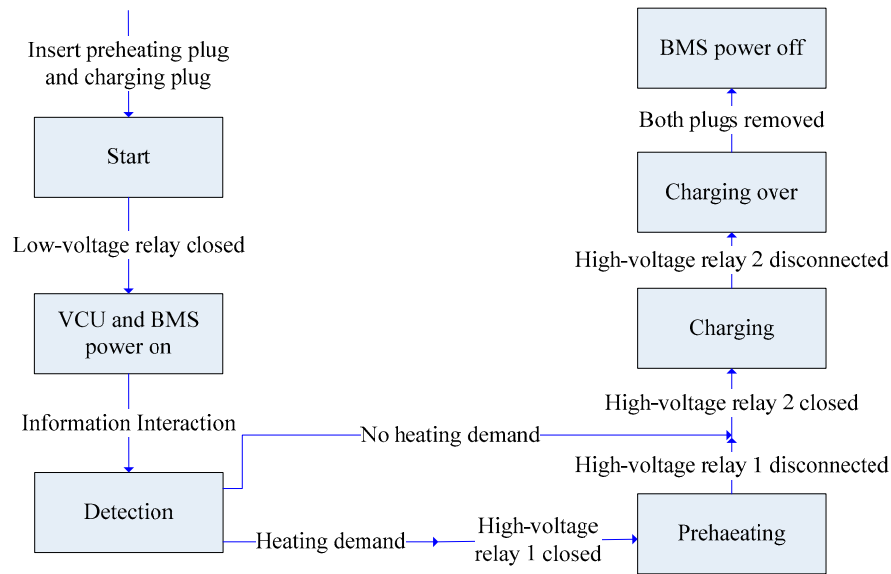 Insert preheating plug
and charging plug
Start
Low-voltage relay closed
VCU and BMS
power on
Information Interaction
Detection
No heating demand
Heating demand
High-voltage
relay 1 closed
Prehaeating
High-voltage relay 1 disconnected
High-voltage relay 2 closed
Charging
High-voltage relay 2 disconnected
Charging over
Both plugs removed
BMS power off